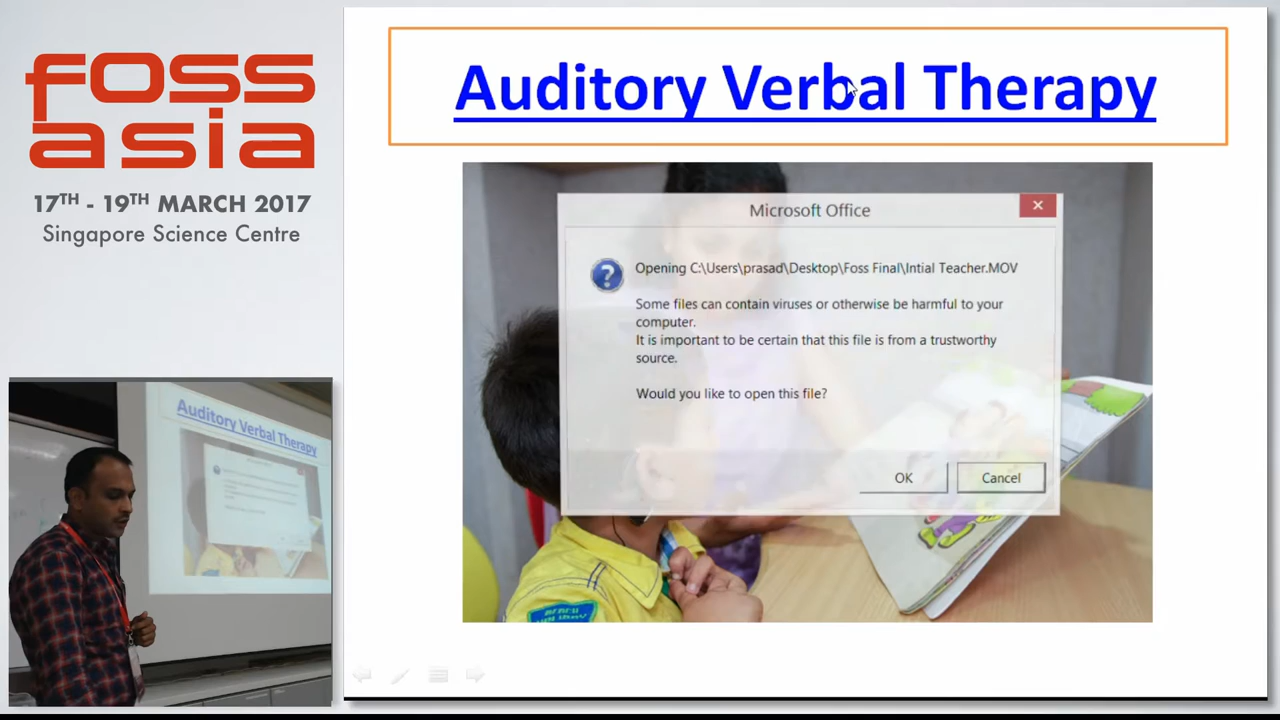 foss
asia
17TH - 19TH MARCH 2017
Singapore Science Centre
Auditory Verbal Therapy
Microsoft Office
Opening C:\Users\prasad\Desktop\Foss Final\Intial Teacher.MOV
Some files can contain viruses or otherwise be harmful to your
computer.
It is important to be certain that this file is from a trustworthy
source.
Would you like to open this file?
OK
Cancel
Auditory Verbal Therapy